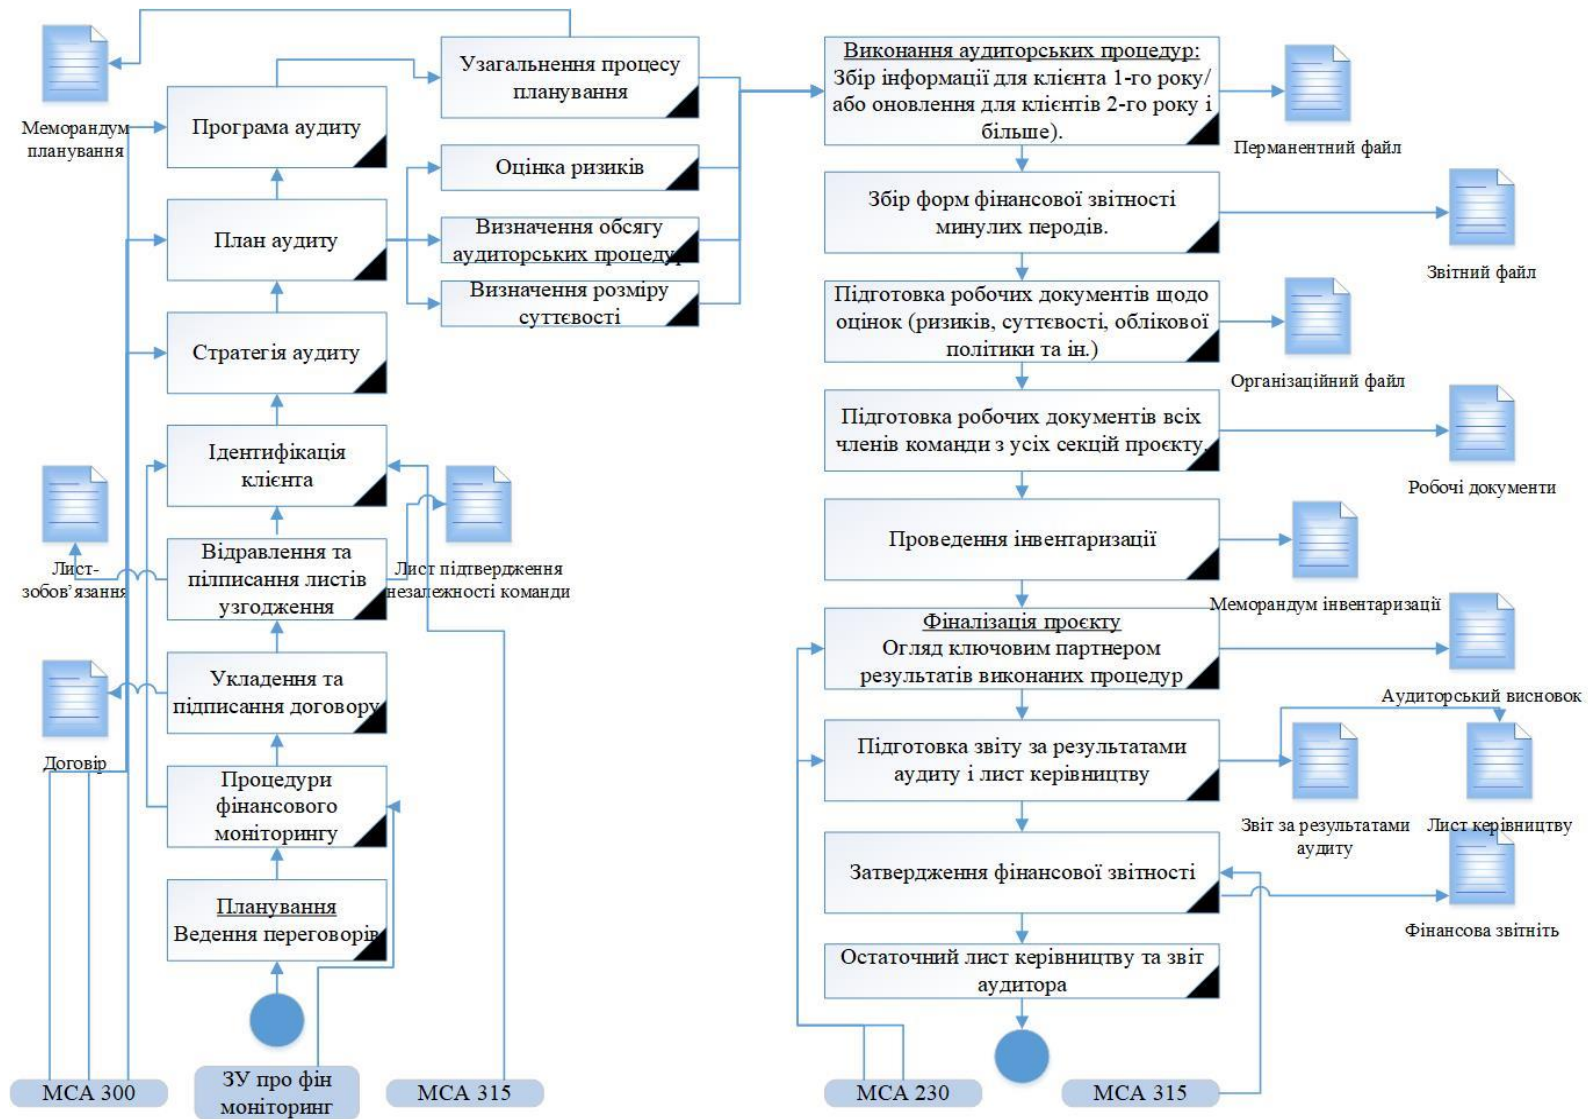 Меморандум
планування
Програма аудиту
План аудиту
Стратегія аудиту
Ідентифікація
клієнта
Відравлення та
пілписання листів
узгодження
Укладення та
підписання договору
Процедури
фінансового
моніторингу
Планування
Ведення переговорів
Лист-
зобов’язання
Договір
Лист підтвердження
незалежності команди
Узагальнення процесу
планування
Оцінка ризиків
Визначення обсягу
аудиторських процедур
Визначення розміру
суттєвості
МСА 300
ЗУ про фін
моніторинг
МСА 315
Виконання аудиторських процедур:
Збір інформації для клієнта 1-го року/
або оновлення для клієнтів 2-го року і
більше).
Перманентний файл
Збір форм фінансової звітності
минулих перодів.
Звітний файл
Підготовка робочих документів щодо
оцінок (ризиків, суттєвості, облікової
політики та ін.)
Організаційний файл
Підготовка робочих документів всіх
членів команди з усіх секцій проєкту.
Робочі документи
Проведення інвентаризації
Меморандум інвентаризації
Фіналізація проєкту
Огляд ключовим партнером
результатів виконаних процедур
Аудиторський висновок
Підготовка звіту за результатами
аудиту і лист керівництву
Звіт за результатами
аудиту
Лист керівництву
Затвердження фінансової звітності
Фінансова звітніть
Остаточний лист керівництву та звіт
аудитора
МСА 230
МСА 315